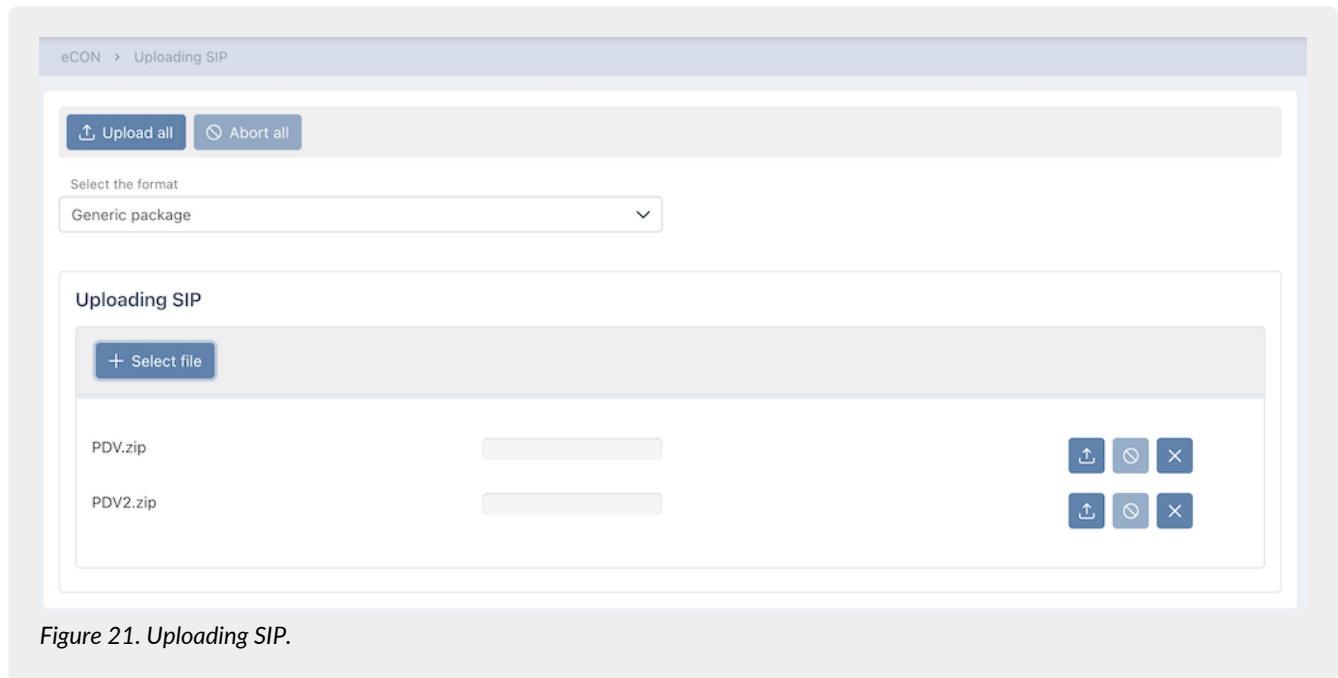 eCON > Uploading SIP
Upload all Abort all
Select the format
Generic package
Uploading SIP
+ Select file
PDV.zip
PDV2.zip
Figure 21. Uploading SIP.